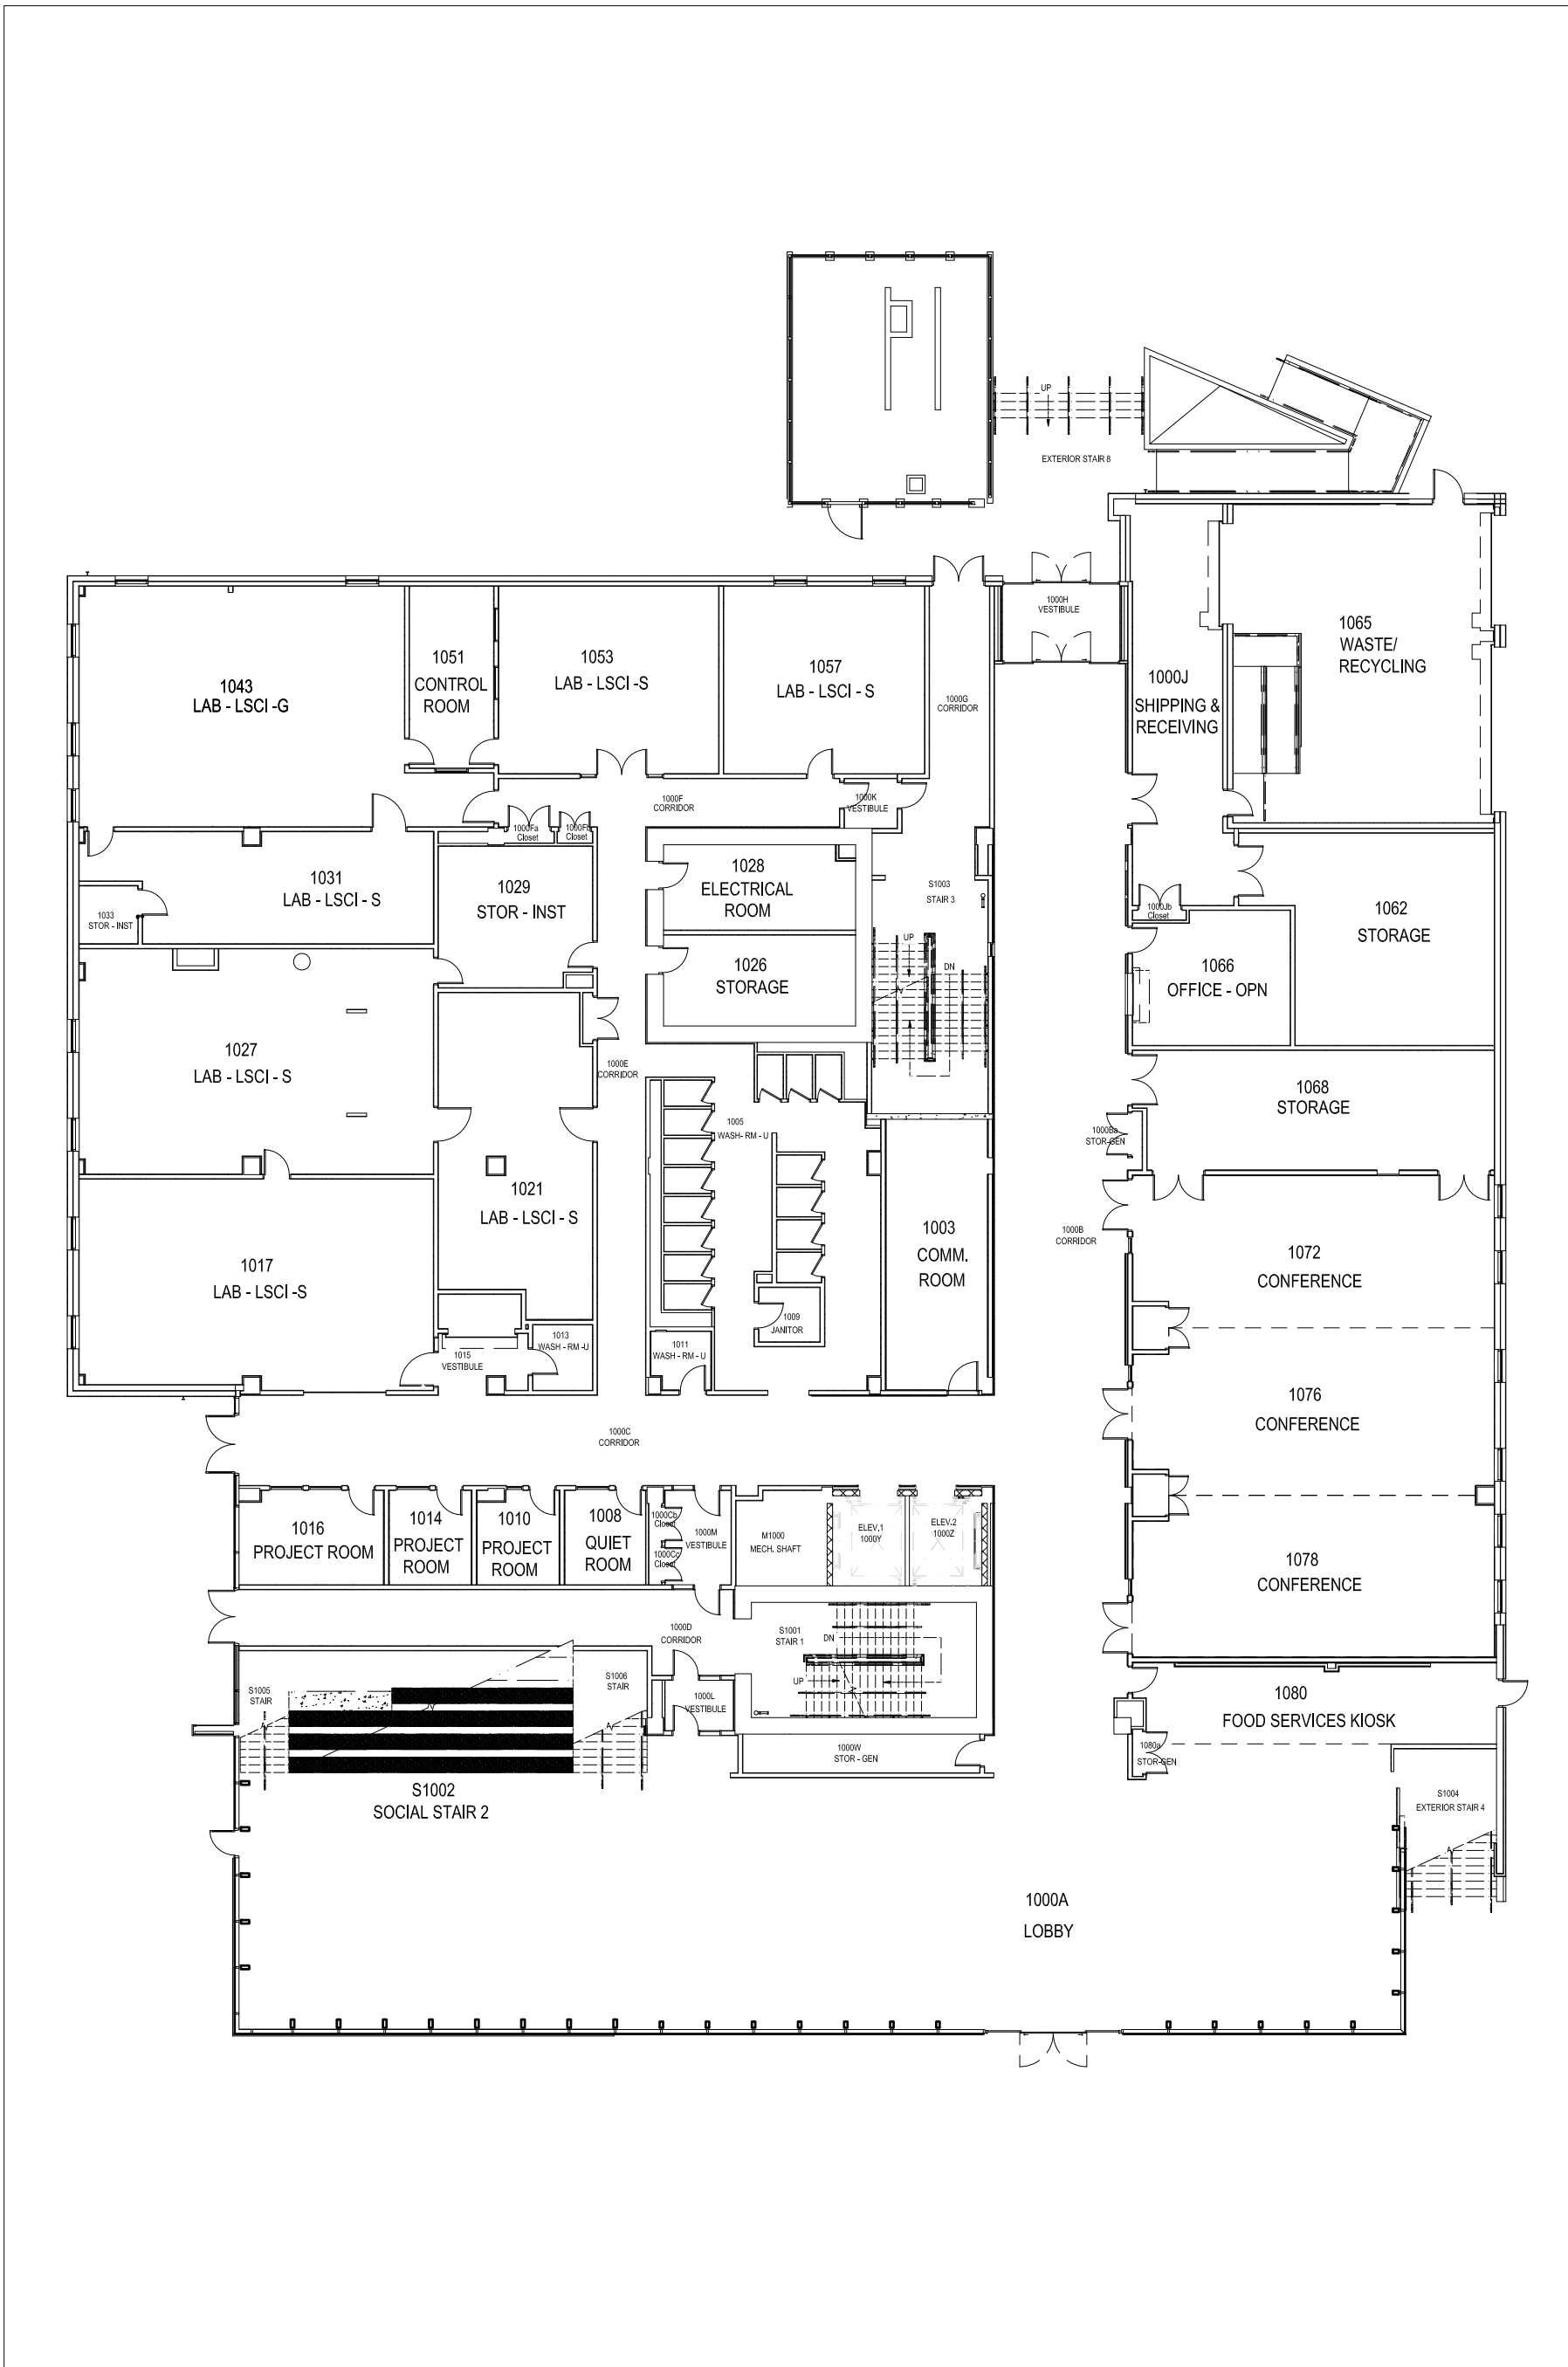 UP
EXTERIOR STAIR 8
1000H
VESTIBULE
1065
WASTE/
RECYCLING
1043
LAB - LSCI -G
1051
CONTROL
ROOM
1053
LAB - LSCI -S
1057
LAB - LSCI - S
1000G
CORRIDOR
1000J
SHIPPING &
RECEIVING
1000F
CORRIDOR
1000K
VESTIBULE
1000Fa
Closet
1000Fb
Closet
1031
LAB - LSCI - S
1033
STOR - INST
1029
STOR - INST
1028
ELECTRICAL
ROOM
S1003
STAIR 3
1000Jb
Closet
1062
STORAGE
UP
DN
1026
STORAGE
1066
OFFICE - OPN
1027
LAB - LSCI - S
1000E
CORRIDOR
1068
STORAGE
1005
WASH- RM - U
1000Ba
STOR-GEN
1021
LAB - LSCI - S
1003
COMM.
ROOM
1000B
CORRIDOR
1072
CONFERENCE
1017
LAB - LSCI -S
1009
JANITOR
1013
WASH - RM -U
1011
WASH - RM - U
1015
VESTIBULE
1076
CONFERENCE
1000C
CORRIDOR
1016
PROJECT ROOM
1014
PROJECT
ROOM
1010
PROJECT
ROOM
1008
QUIET
ROOM
1000Cb
Closet
1000Cc
Closet
1000M
VESTIBULE
M1000
MECH. SHAFT
ELEV.1
1000Y
ELEV.2
1000Z
1078
CONFERENCE
1000D
CORRIDOR
S1001
STAIR 1
DN
UP
S1005
STAIR
S1006
STAIR
1000L
VESTIBULE
1080
FOOD SERVICES KIOSK
1000W
STOR - GEN
1080a
STOR-GEN
S1002
SOCIAL STAIR 2
S1004
EXTERIOR STAIR 4
1000A
LOBBY